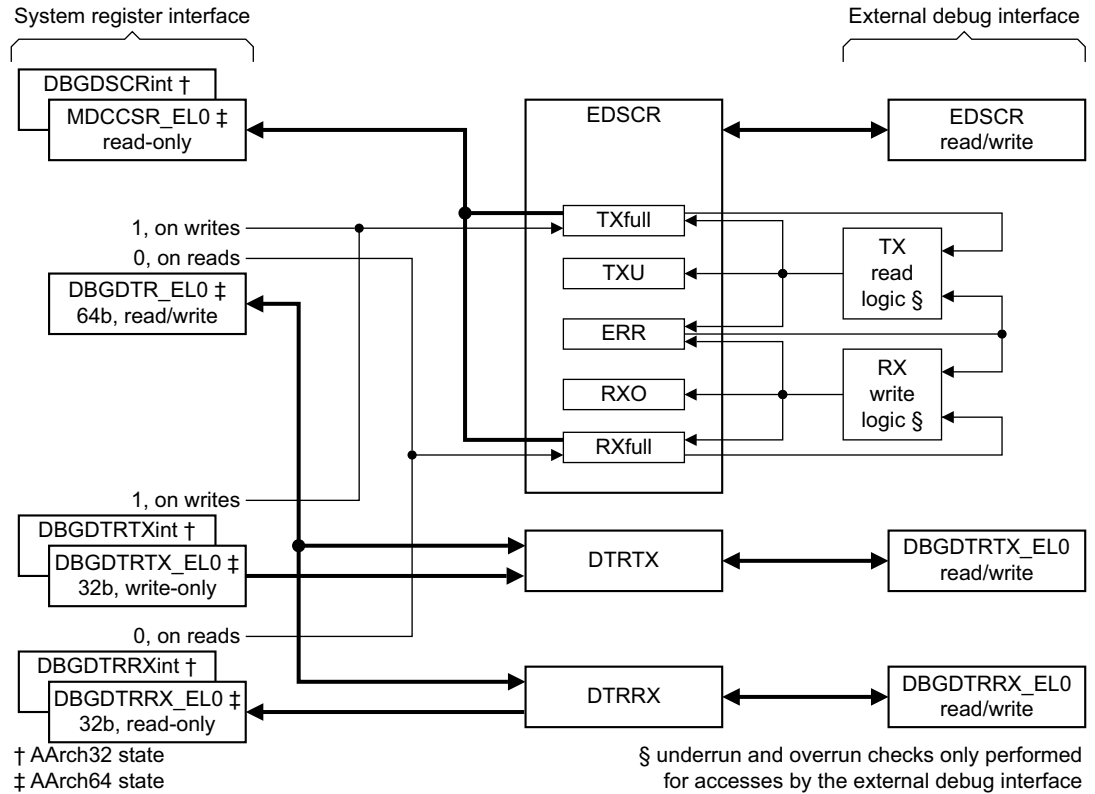 System register interface
External debug interface
DBGDSCRint †
MDCCSR_EL0 ‡
read-only
EDSCR
EDSCR
read/write
TXfull
1, on writes
0, on reads
TX
read
logic §
TXU
DBGDTR_EL0 ‡
64b, read/write
ERR
RX
write
logic §
RXO
RXfull
1, on writes
DBGDTRTXint †
DBGDTRTX_EL0 ‡
32b, write-only
DTRTX
DBGDTRTX_EL0
read/write
0, on reads
DBGDTRRXint †
DBGDTRRX_EL0 ‡
32b, read-only
DTRRX
DBGDTRRX_EL0
read/write
† AArch32 state
‡ AArch64 state
§ underrun and overrun checks only performed
for accesses by the external debug interface